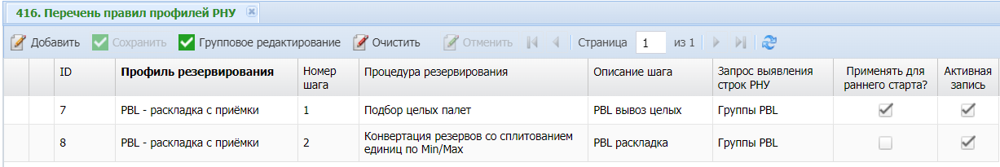 416. Перечень правил профилей РНУ
Добавить Сохранить Групповое редактирование Очистить Отменить Страница 1 из 1
ID Профиль резервирования Номер шага Процедура резервирования Описание шага Запрос выявления строк РНУ Применять для раннего старта? Активная запись
7 PBL - раскладка с приёмки 1 Подбор целых палет PBL вывоз целых Группы PBL
8 PBL - раскладка с приёмки 2 Конвертация резервов со сплитованием единиц по Min/Max PBL раскладка Группы PBL